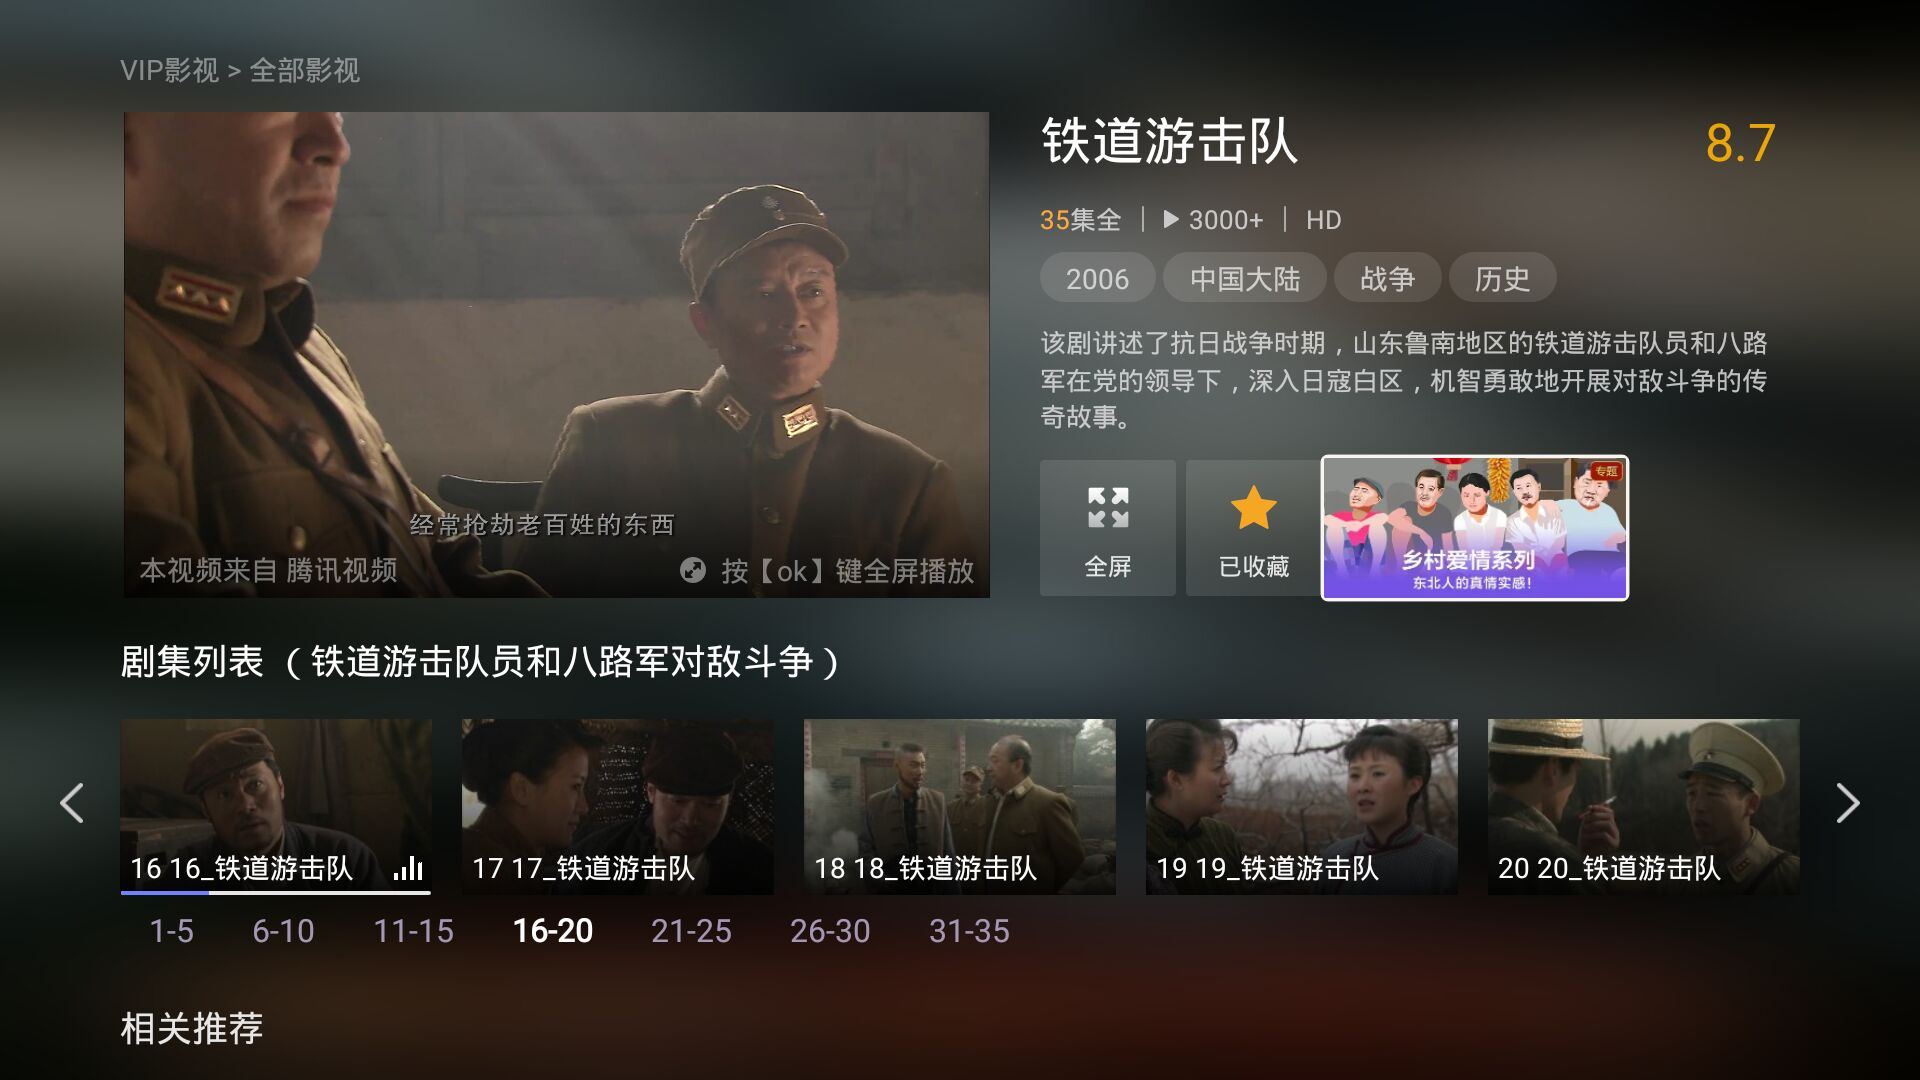 VIP影视 > 全部影视
铁道游击队
8.7
35集全 | 3000+ | HD
2006 中国大陆 战争 历史
该剧讲述了抗日战争时期，山东鲁南地区的铁道游击队员和八路
军在党的领导下，深入日寇白区，机智勇敢地开展对敌斗争的传
奇故事。
经常抢劫老百姓的东西
本视频来自 腾讯视频
按【ok】键全屏播放
全屏
已收藏
专题
乡村爱情系列
东北人的真情实感！
剧集列表（铁道游击队员和八路军对敌斗争）
16 16_铁道游击队
17 17_铁道游击队
18 18_铁道游击队
19 19_铁道游击队
20 20_铁道游击队
1-5 6-10 11-15 16-20 21-25 26-30 31-35
相关推荐